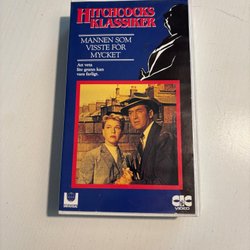 HITCHCOCKS
KLASSIKER
MANNEN SOM
VISSTE FÖR
MYCKET
Att veta
för mycket kan
vara farligt.
CIC
VIDEO